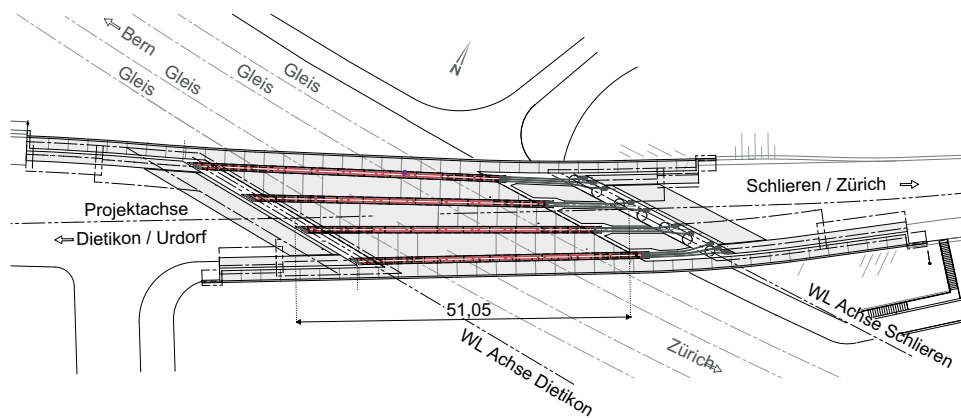 Bern
Gleis
Gleis
Gleis
Gleis
N
Schlieren / Zürich
Projektachse
Dietikon / Urdorf
51,05
WL Achse Dietikon
WL Achse Schlieren
Zürich